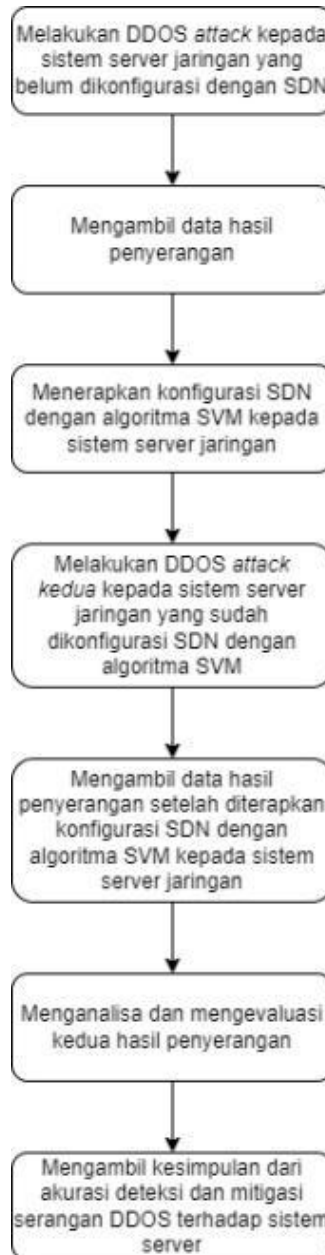 Melakukan DDOS attack kepada
sistem server jaringan yang
belum dikonfigurasi dengan SDN
Mengambil data hasil
penyerangan
Menerapkan konfigurasi SDN
dengan algoritma SVM kepada
sistem server jaringan
Melakukan DDOS attack
kedua kepada sistem server
jaringan yang sudah
dikonfigurasi SDN dengan
algoritma SVM
Mengambil data hasil
penyerangan setelah diterapkan
konfigurasi SDN dengan
algoritma SVM kepada sistem
server jaringan
Menganalisa dan mengevaluasi
kedua hasil penyerangan
Mengambil kesimpulan dari
akurasi deteksi dan mitigasi
serangan DDOS terhadap sistem
server